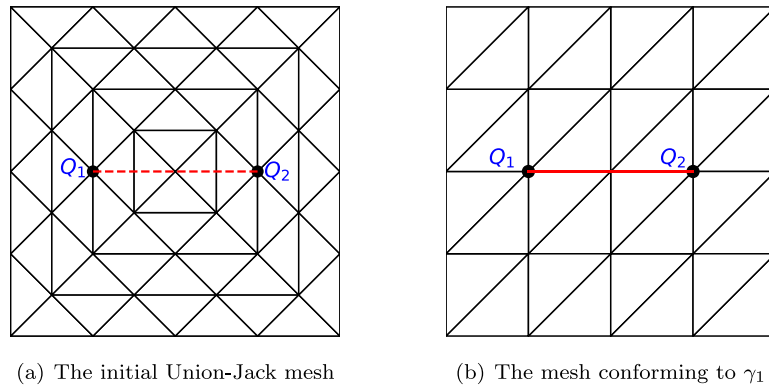 Q₁ Q₂
Q₁ Q₂
(a) The initial Union-Jack mesh
(b) The mesh conforming to γ₁